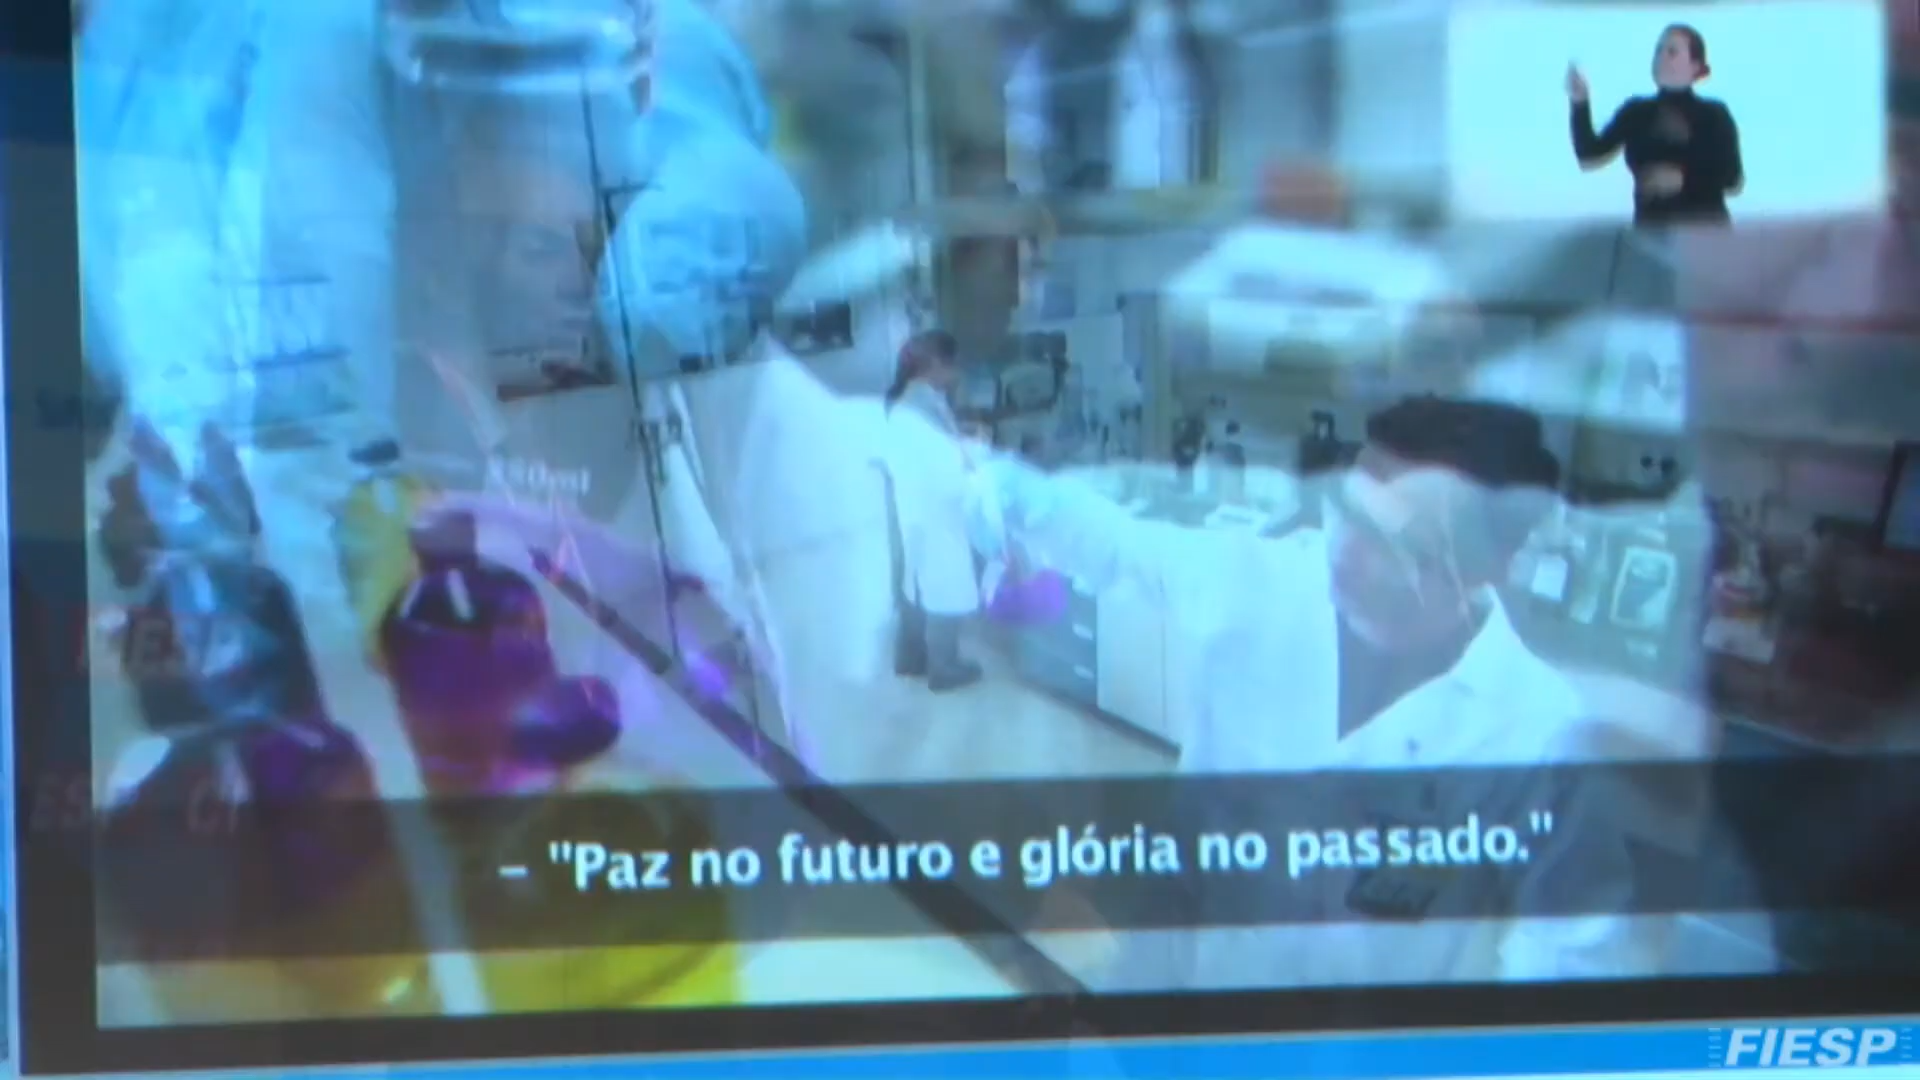 – "Paz no futuro e glória no passado."
FIESP